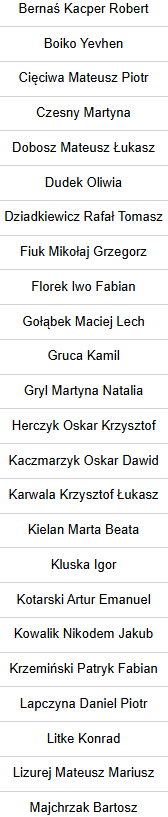 Bernaś Kacper Robert
Boiko Yevhen
Cięciwa Mateusz Piotr
Czesny Martyna
Dobosz Mateusz Łukasz
Dudek Oliwia
Dziadkiewicz Rafał Tomasz
Fiuk Mikołaj Grzegorz
Florek Iwo Fabian
Gołąbek Maciej Lech
Gruca Kamil
Gryl Martyna Natalia
Herczyk Oskar Krzysztof
Kaczmarzyk Oskar Dawid
Karwala Krzysztof Łukasz
Kielan Marta Beata
Kluska Igor
Kotarski Artur Emanuel
Kowalik Nikodem Jakub
Krzemiński Patryk Fabian
Lapczyna Daniel Piotr
Litke Konrad
Lizurej Mateusz Mariusz
Majchrzak Bartosz